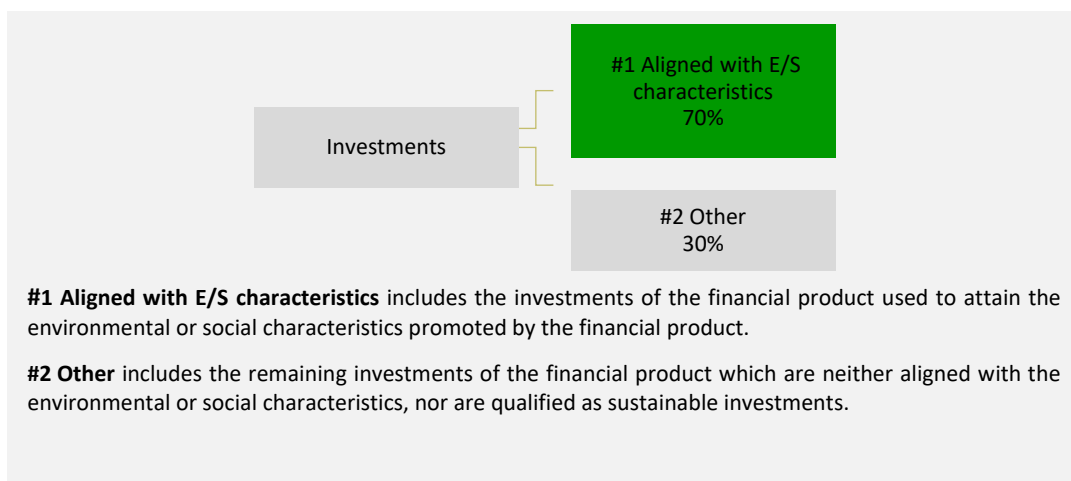 #1 Aligned with E/S
characteristics
70%
Investments
#2 Other
30%
#1 Aligned with E/S characteristics includes the investments of the financial product used to attain the
environmental or social characteristics promoted by the financial product.
#2 Other includes the remaining investments of the financial product which are neither aligned with the
environmental or social characteristics, nor are qualified as sustainable investments.